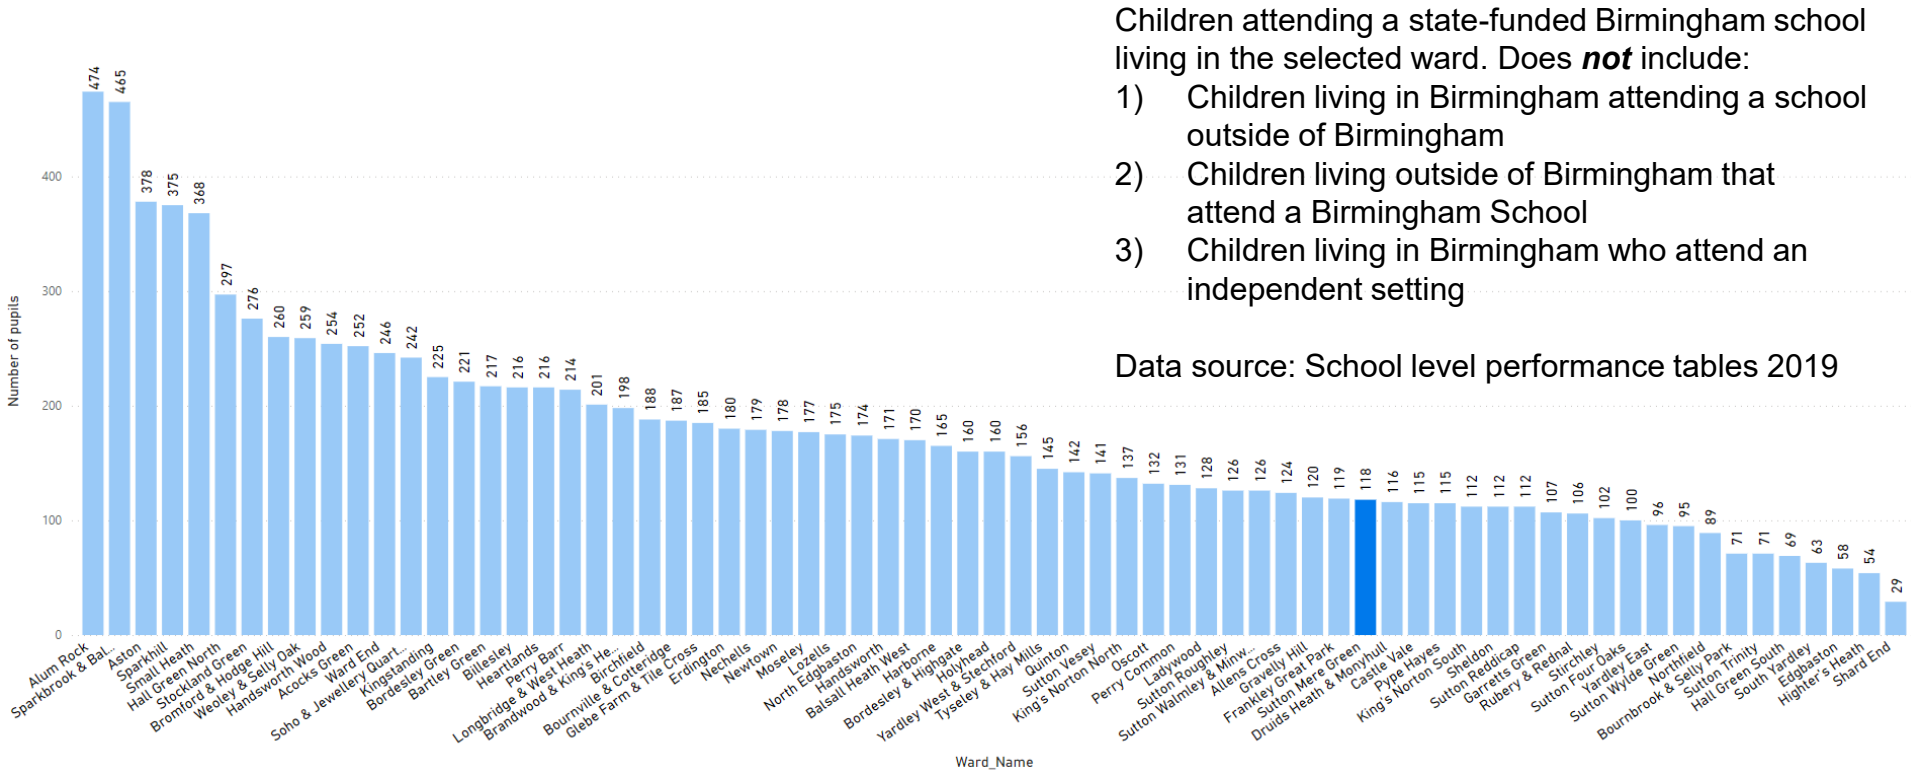 Children attending a state-funded Birmingham school
living in the selected ward. Does not include:
1) Children living in Birmingham attending a school
outside of Birmingham
2) Children living outside of Birmingham that
attend a Birmingham School
3) Children living in Birmingham who attend an
independent setting
Data source: School level performance tables 2019
Number of pupils
400
300
200
100
0
474
465
378
375
368
297
276
260
259
254
252
246
242
225
221
217
216
216
214
201
198
188
187
185
180
179
178
177
175
174
171
170
165
160
160
156
145
142
141
137
132
131
128
126
126
124
120
119
118
116
115
115
112
112
112
107
106
102
100
96
95
89
71
71
69
63
58
54
29
Alum Rock
Sparkbrook & Bal...
Aston
Sparkhill
Small Heath
Hall Green North
Stockland Green
Bromford & Hodge Hill
Weoley & Selly Oak
Handsworth Wood
Acocks Green
Ward End
Soho & Jewellery Quart...
Kingstanding
Bordesley Green
Bartley Green
Billesley
Heartlands
Perry Barr
Longbridge & West Heath
Brandwood & King's He...
Birchfield
Bournville & Cotteridge
Glebe Farm & Tile Cross
Erdington
Nechells
Newtown
Moseley
Lozells
North Edgbaston
Handsworth
Balsall Heath West
Harborne
Bordesley & Highgate
Holyhead
Yardley West & Stechford
Tyseley & Hay Mills
Quinton
Sutton Vesey
King's Norton North
Oscott
Perry Common
Ladywood
Sutton Roughley
Sutton Walmley & Minw...
Allens Cross
Gravelly Hill
Frankley Great Park
Sutton Mere Green
Druids Heath & Monyhull
Castle Vale
Pype Hayes
King's Norton South
Sheldon
Sutton Reddicap
Garretts Green
Rubery & Rednal
Stirchley
Sutton Four Oaks
Yardley East
Sutton Wylde Green
Northfield
Bournbrook & Selly Park
Sutton Trinity
Hall Green South
South Yardley
Edgbaston
Highter's Heath
Shard End
Ward_Name